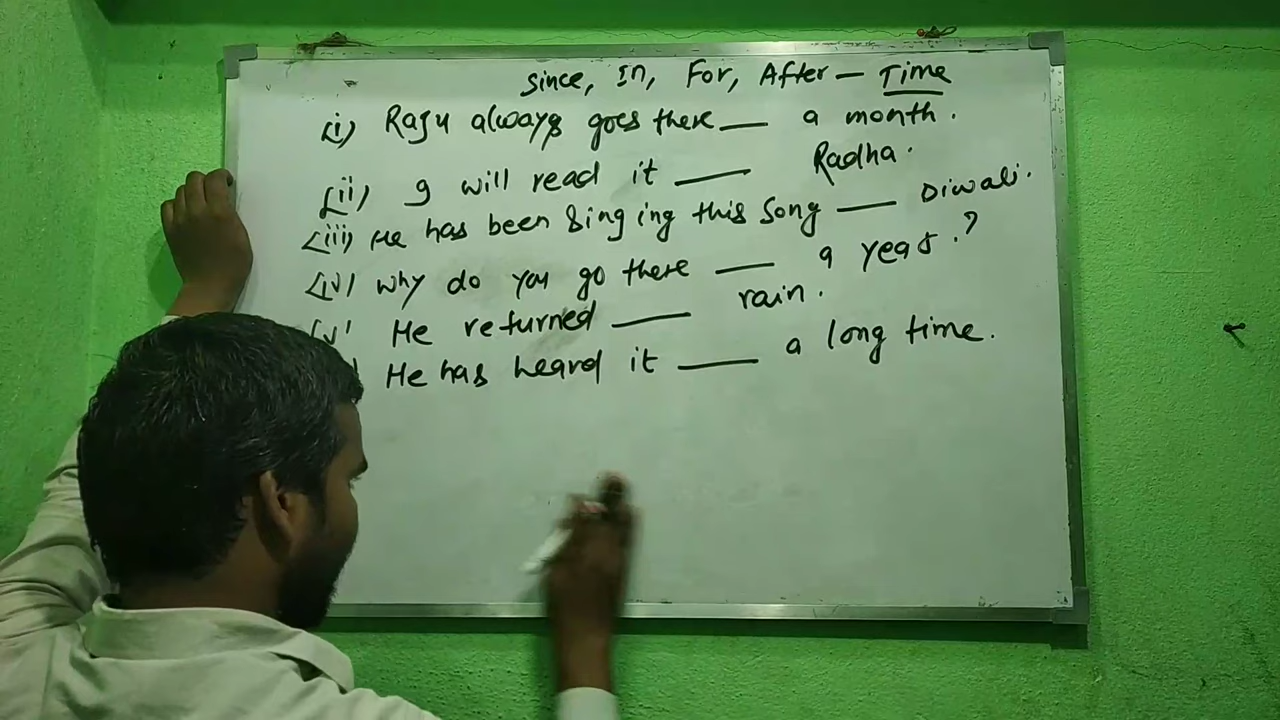 Since, In, For, After — Time
(i) Raju always goes there ___ a month.
(ii) I will read it ___ Radha.
(iii) He has been singing this song ___ Diwali.
(iv) Why do you go there ___ a year.?
(v) He returned ___ rain.
He has heard it ___ a long time.